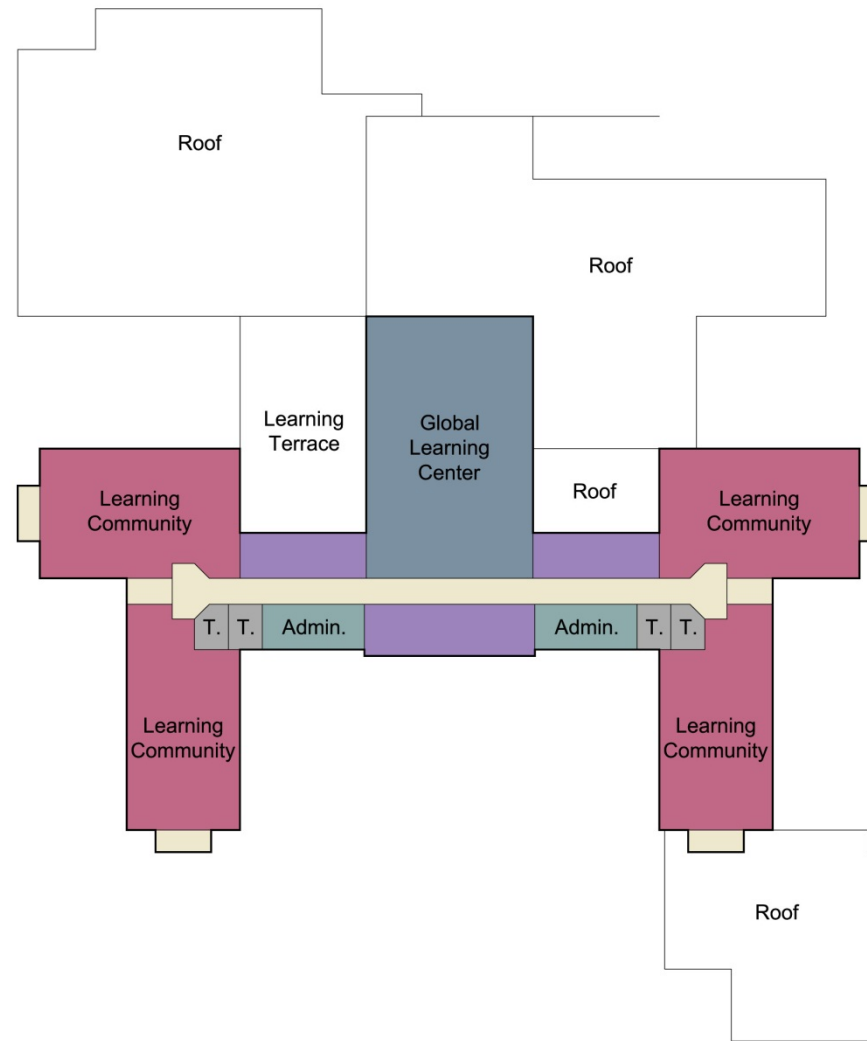 Roof
Roof
Learning
Terrace
Global
Learning
Center
Roof
Learning
Community
Learning
Community
T.
T.
Admin.
Admin.
T.
T.
Learning
Community
Learning
Community
Roof